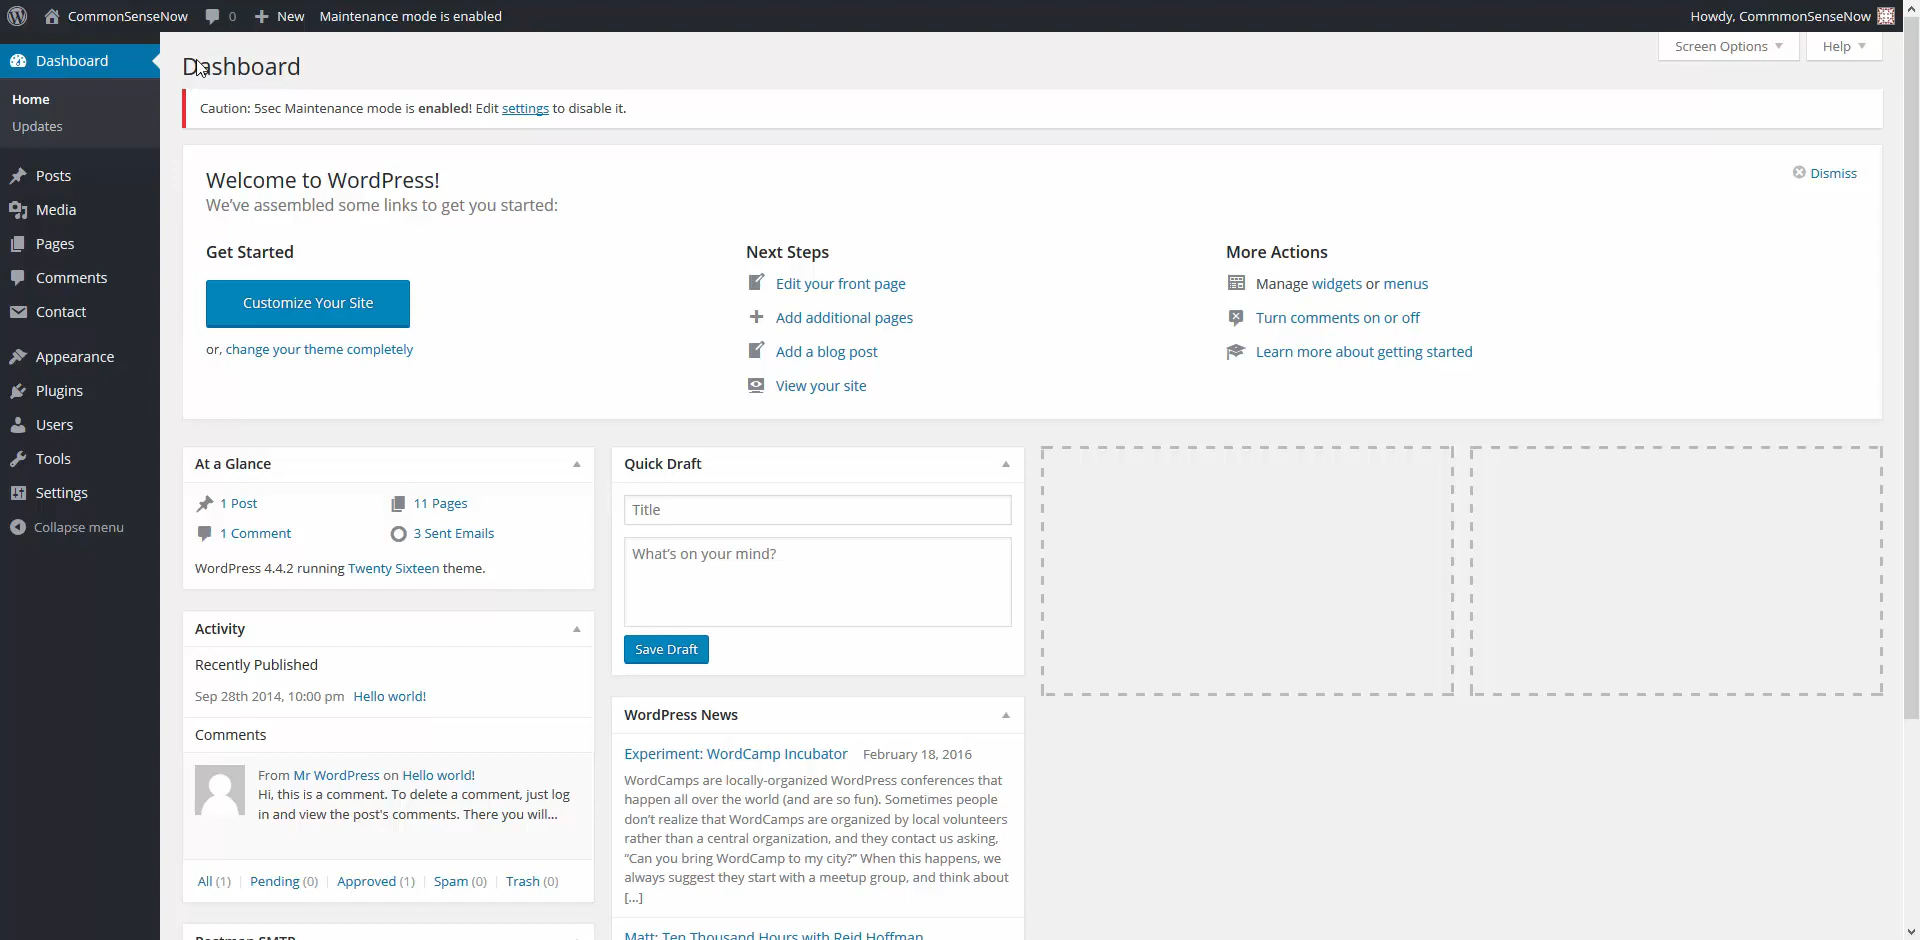 CommonSenseNow 0 New Maintenance mode is enabled Howdy, CommmonSenseNow
Screen Options Help
Dashboard
Home
Updates
Posts
Media
Pages
Comments
Contact
Appearance
Plugins
Users
Tools
Settings
Collapse menu
Dashboard
Caution: 5sec Maintenance mode is enabled! Edit settings to disable it.
Welcome to WordPress!
We've assembled some links to get you started:
Dismiss
Get Started
Customize Your Site
or, change your theme completely
Next Steps
Edit your front page
Add additional pages
Add a blog post
View your site
More Actions
Manage widgets or menus
Turn comments on or off
Learn more about getting started
At a Glance
1 Post 11 Pages
1 Comment 3 Sent Emails
WordPress 4.4.2 running Twenty Sixteen theme.
Activity
Recently Published
Sep 28th 2014, 10:00 pm Hello world!
Comments
From Mr WordPress on Hello world!
Hi, this is a comment. To delete a comment, just log
in and view the post's comments. There you will...
All (1) Pending (0) Approved (1) Spam (0) Trash (0)
Postman SMTP
Quick Draft
Title
What's on your mind?
Save Draft
WordPress News
Experiment: WordCamp Incubator February 18, 2016
WordCamps are locally-organized WordPress conferences that
happen all over the world (and are so fun). Sometimes people
don't realize that WordCamps are organized by local volunteers
rather than a central organization, and they contact us asking,
“Can you bring WordCamp to my city?” When this happens, we
always suggest they start with a meetup group, and think about
[...]
Matt: Ten Thousand Hours with Reid Hoffman